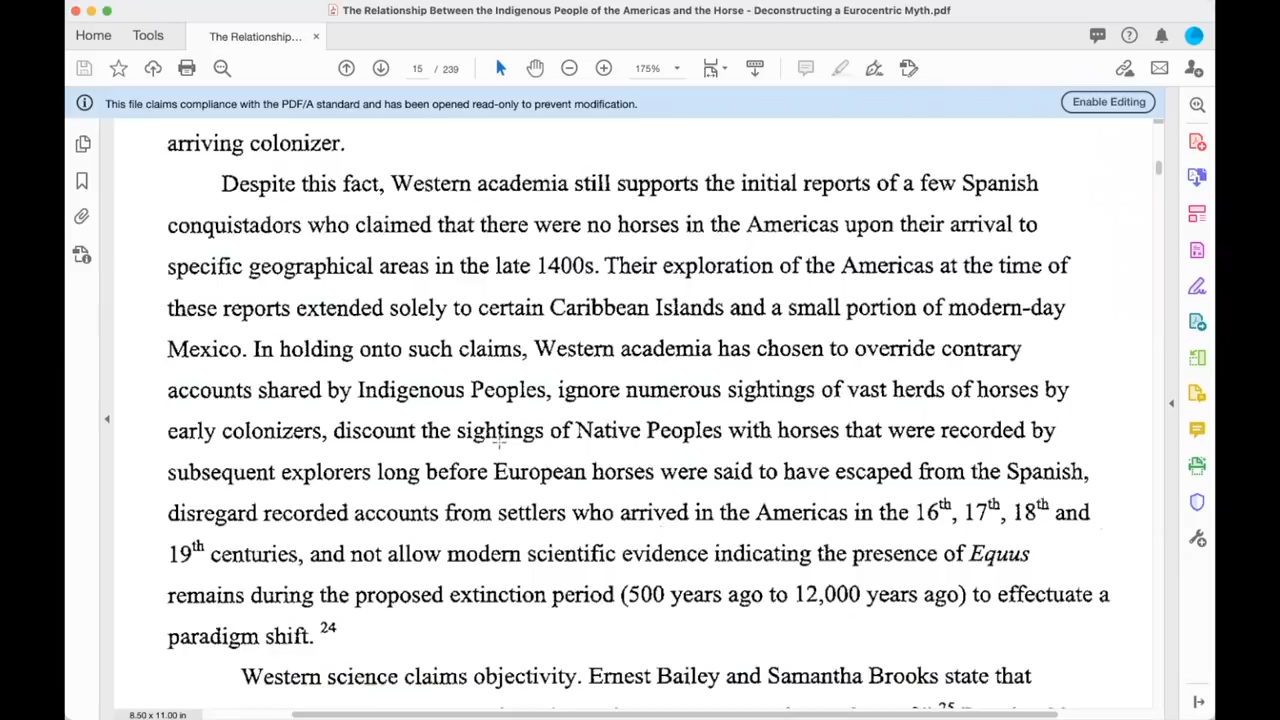 The Relationship Between the Indigenous People of the Americas and the Horse - Deconstructing a Eurocentric Myth.pdf
Home Tools The Relationship... ×
15 / 239 175%
This file claims compliance with the PDF/A standard and has been opened read-only to prevent modification. Enable Editing
arriving colonizer.
Despite this fact, Western academia still supports the initial reports of a few Spanish
conquistadors who claimed that there were no horses in the Americas upon their arrival to
specific geographical areas in the late 1400s. Their exploration of the Americas at the time of
these reports extended solely to certain Caribbean Islands and a small portion of modern-day
Mexico. In holding onto such claims, Western academia has chosen to override contrary
accounts shared by Indigenous Peoples, ignore numerous sightings of vast herds of horses by
early colonizers, discount the sightings of Native Peoples with horses that were recorded by
subsequent explorers long before European horses were said to have escaped from the Spanish,
disregard recorded accounts from settlers who arrived in the Americas in the 16th, 17th, 18th and
19th centuries, and not allow modern scientific evidence indicating the presence of Equus
remains during the proposed extinction period (500 years ago to 12,000 years ago) to effectuate a
paradigm shift. 24
Western science claims objectivity. Ernest Bailey and Samantha Brooks state that
25
8.50 x 11.00 in